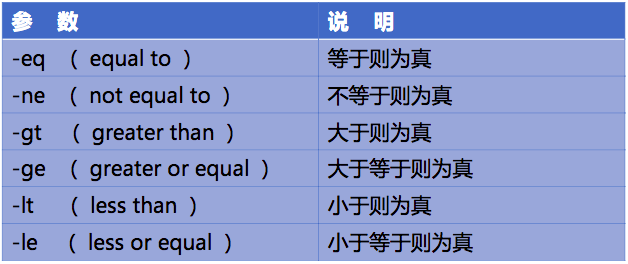 参 数 说 明
-eq ( equal to ) 等于则为真
-ne ( not equal to ) 不等于则为真
-gt ( greater than ) 大于则为真
-ge ( greater or equal ) 大于等于则为真
-lt ( less than ) 小于则为真
-le ( less or equal ) 小于等于则为真